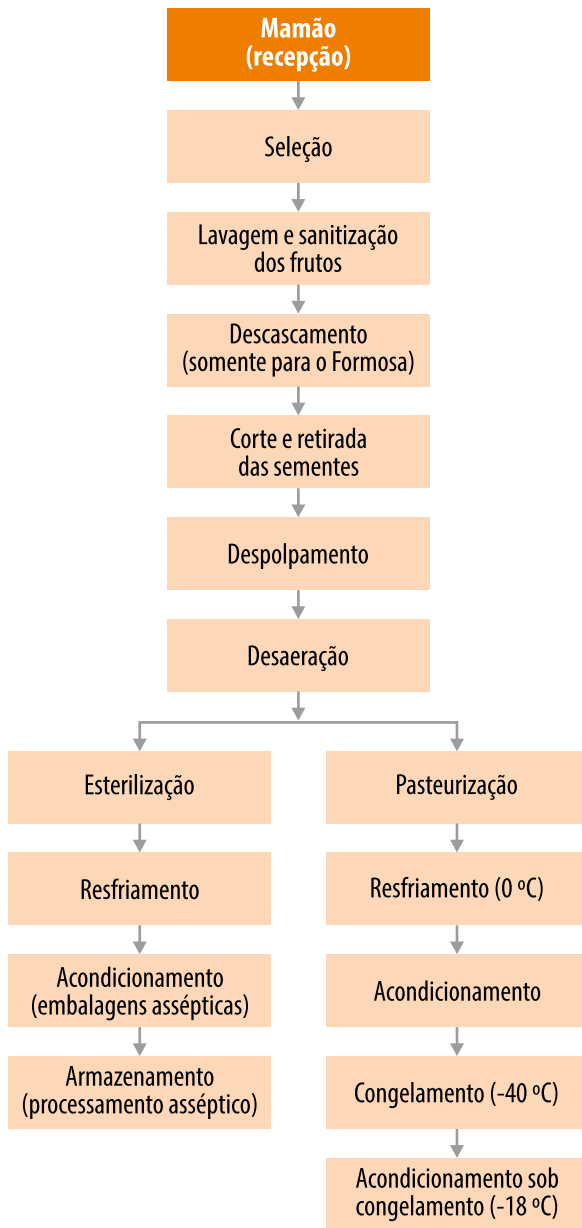 Mamão
(recepção)
Seleção
Lavagem e sanitização
dos frutos
Descascamento
(somente para o Formosa)
Corte e retirada
das sementes
Despolpamento
Desaeração
Esterilização
Resfriamento
Acondicionamento
(embalagens assépticas)
Armazenamento
(processamento asséptico)
Pasteurização
Resfriamento (0 ºC)
Acondicionamento
Congelamento (-40 ºC)
Acondicionamento sob
congelamento (-18 ºC)